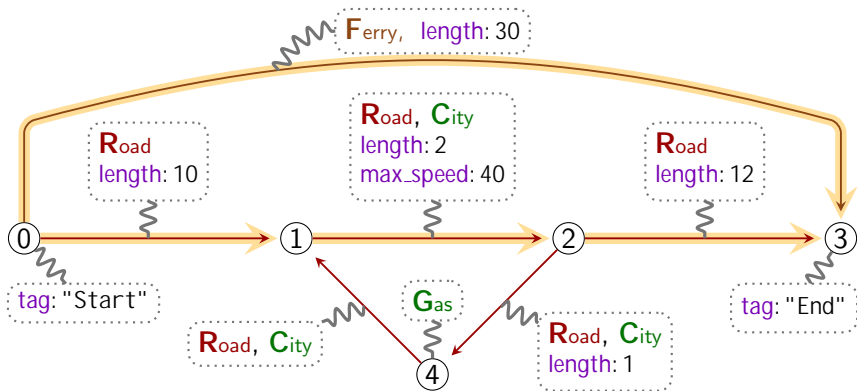 Ferry, length: 30
Road
length: 10
Road, City
length: 2
max_speed: 40
Road
length: 12
0
1
2
3
tag: "Start"
Road, City
Gas
4
Road, City
length: 1
tag: "End"